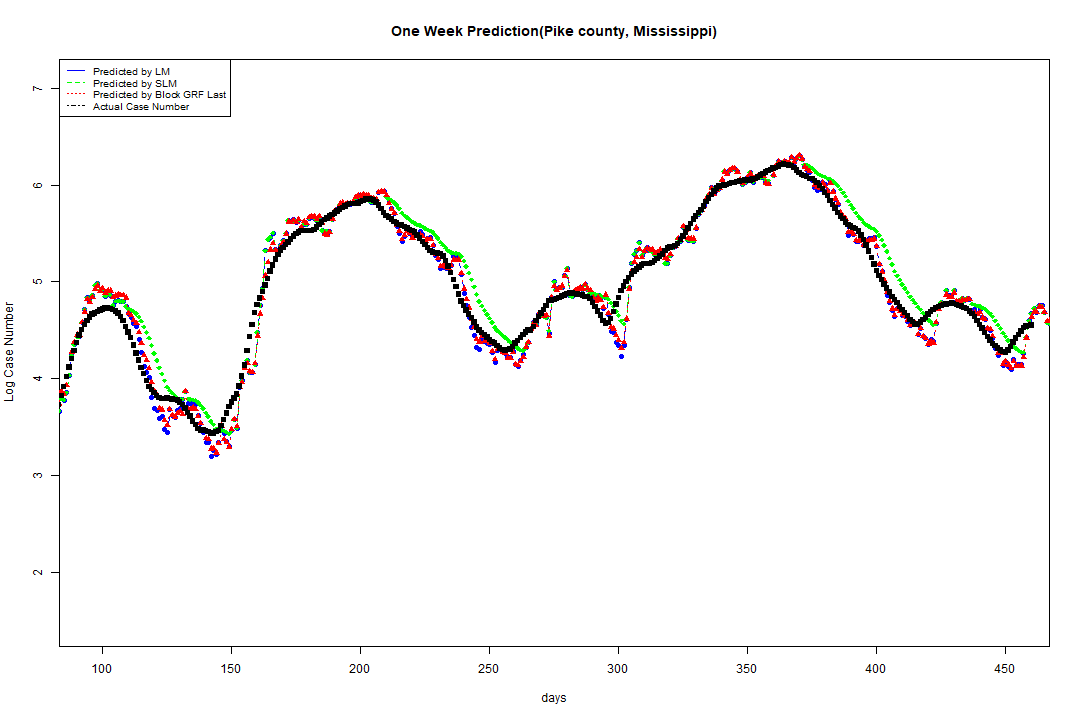 One Week Prediction(Pike county, Mississippi)
Predicted by LM
Predicted by SLM
Predicted by Block GRF Last
Actual Case Number
7
6
5
4
3
2
Log Case Number
100 150 200 250 300 350 400 450
days